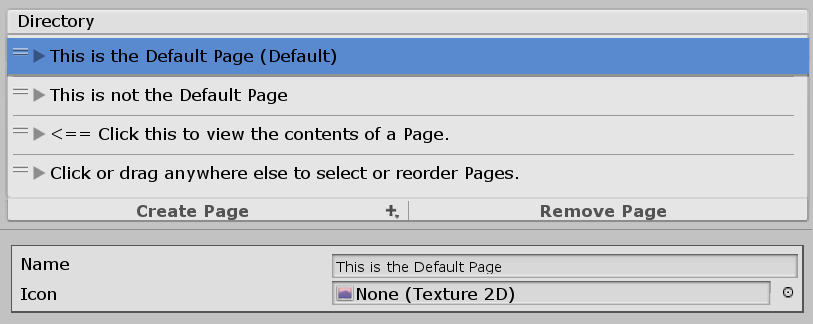 Directory
This is the Default Page (Default)
This is not the Default Page
<== Click this to view the contents of a Page.
Click or drag anywhere else to select or reorder Pages.
Create Page + Remove Page
Name This is the Default Page
Icon None (Texture 2D)